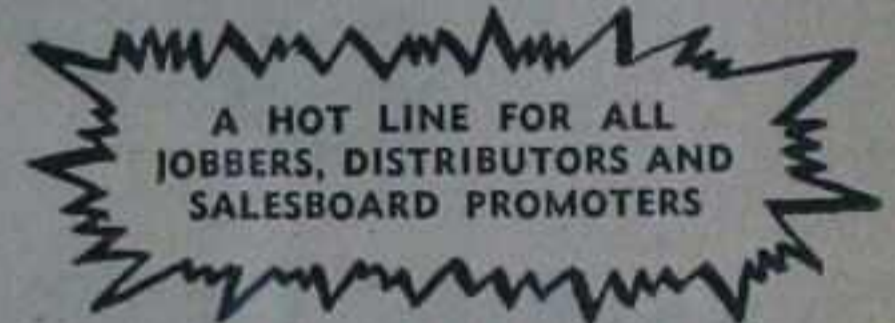 A HOT LINE FOR ALL
JOBBERS, DISTRIBUTORS AND
SALESBOARD PROMOTERS